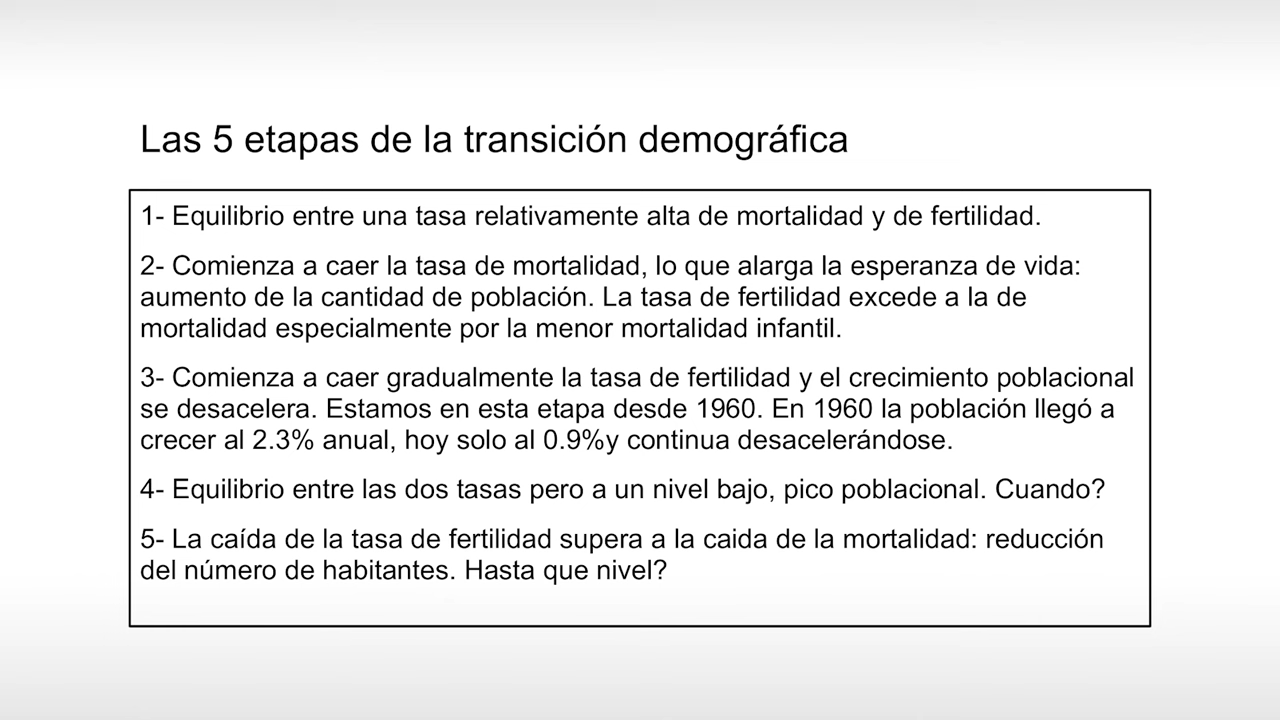 Las 5 etapas de la transición demográfica
1- Equilibrio entre una tasa relativamente alta de mortalidad y de fertilidad.
2- Comienza a caer la tasa de mortalidad, lo que alarga la esperanza de vida:
aumento de la cantidad de población. La tasa de fertilidad excede a la de
mortalidad especialmente por la menor mortalidad infantil.
3- Comienza a caer gradualmente la tasa de fertilidad y el crecimiento poblacional
se desacelera. Estamos en esta etapa desde 1960. En 1960 la población llegó a
crecer al 2.3% anual, hoy solo al 0.9%y continua desacelerándose.
4- Equilibrio entre las dos tasas pero a un nivel bajo, pico poblacional. Cuando?
5- La caída de la tasa de fertilidad supera a la caida de la mortalidad: reducción
del número de habitantes. Hasta que nivel?